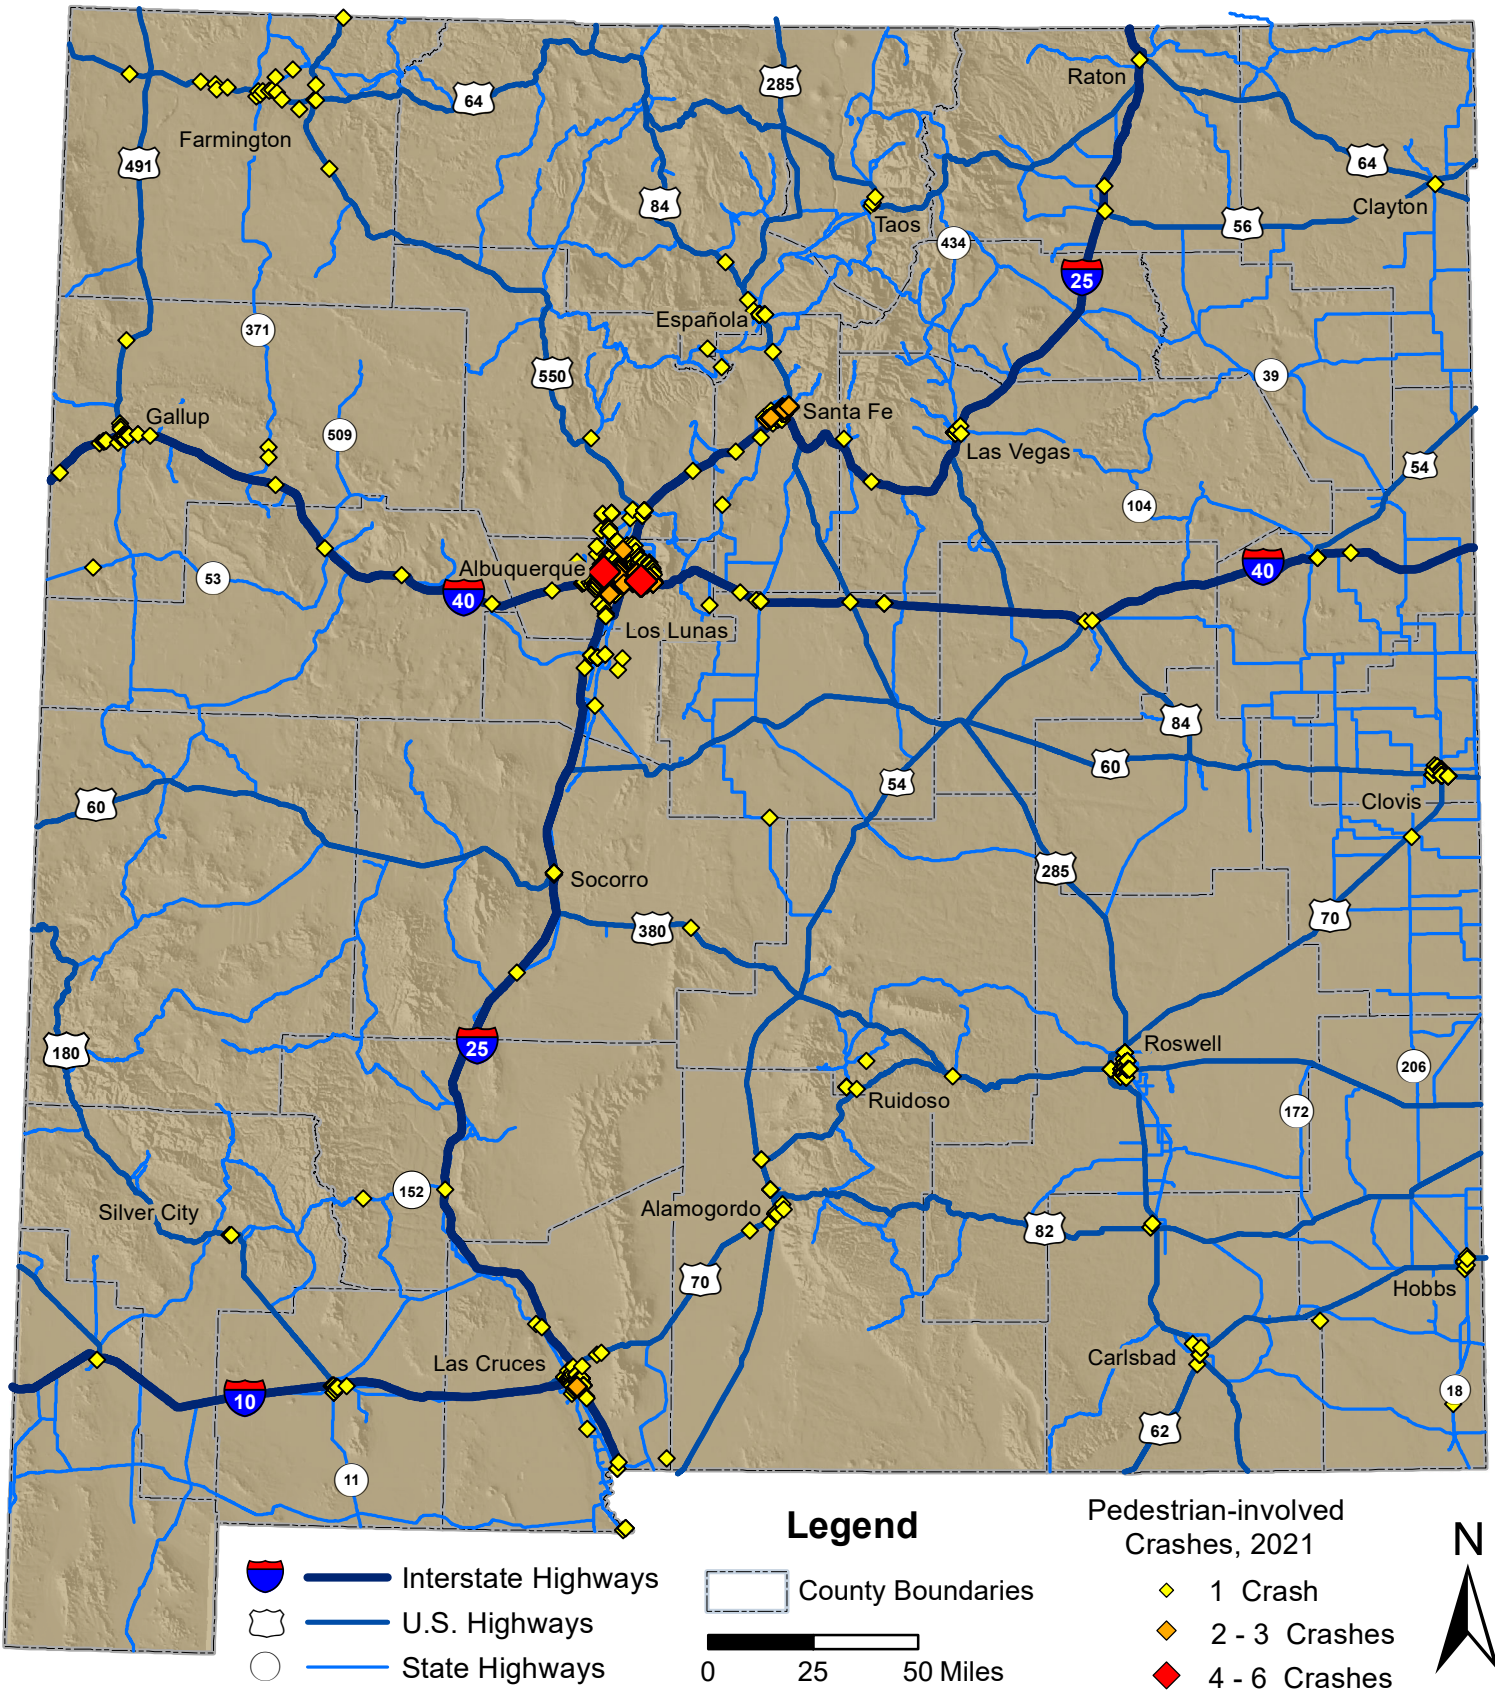 Raton
285
64
Farmington
491
64
Clayton
84
Taos
56
434
25
Española
371
550
39
Gallup
509
Santa Fe
Las Vegas
54
104
Albuquerque
53
40
40
Los Lunas
84
60
54
60
Clovis
285
Socorro
70
380
25
180
Roswell
206
Ruidoso
172
152
Silver City
Alamogordo
82
70
Hobbs
Las Cruces
Carlsbad
10
18
62
11
Legend
Pedestrian-involved
Crashes, 2021
N
Interstate Highways
County Boundaries
1 Crash
U.S. Highways
2 - 3 Crashes
State Highways
0 25 50 Miles
4 - 6 Crashes